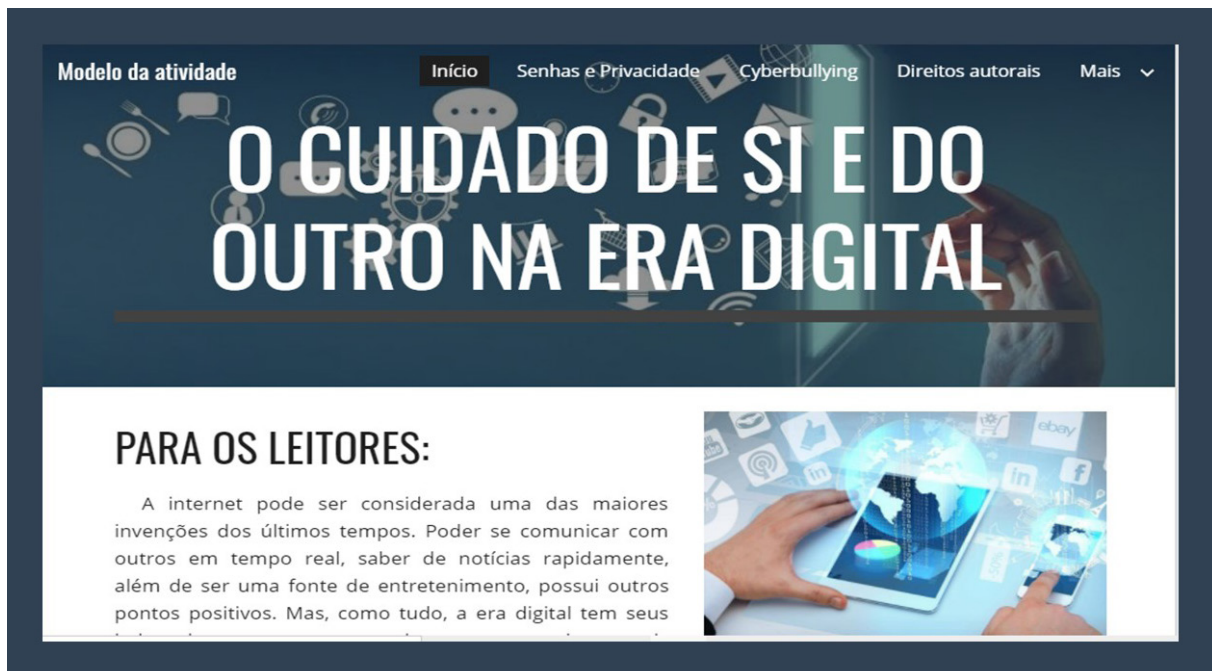 Modelo da atividade
Início Senhas e Privacidade Cyberbullying Direitos autorais Mais
O CUIDADO DE SI E DO
OUTRO NA ERA DIGITAL
PARA OS LEITORES:
A internet pode ser considerada uma das maiores
invenções dos últimos tempos. Poder se comunicar com
outros em tempo real, saber de notícias rapidamente,
além de ser uma fonte de entretenimento, possui outros
pontos positivos. Mas, como tudo, a era digital tem seus
ebay
in
in
f